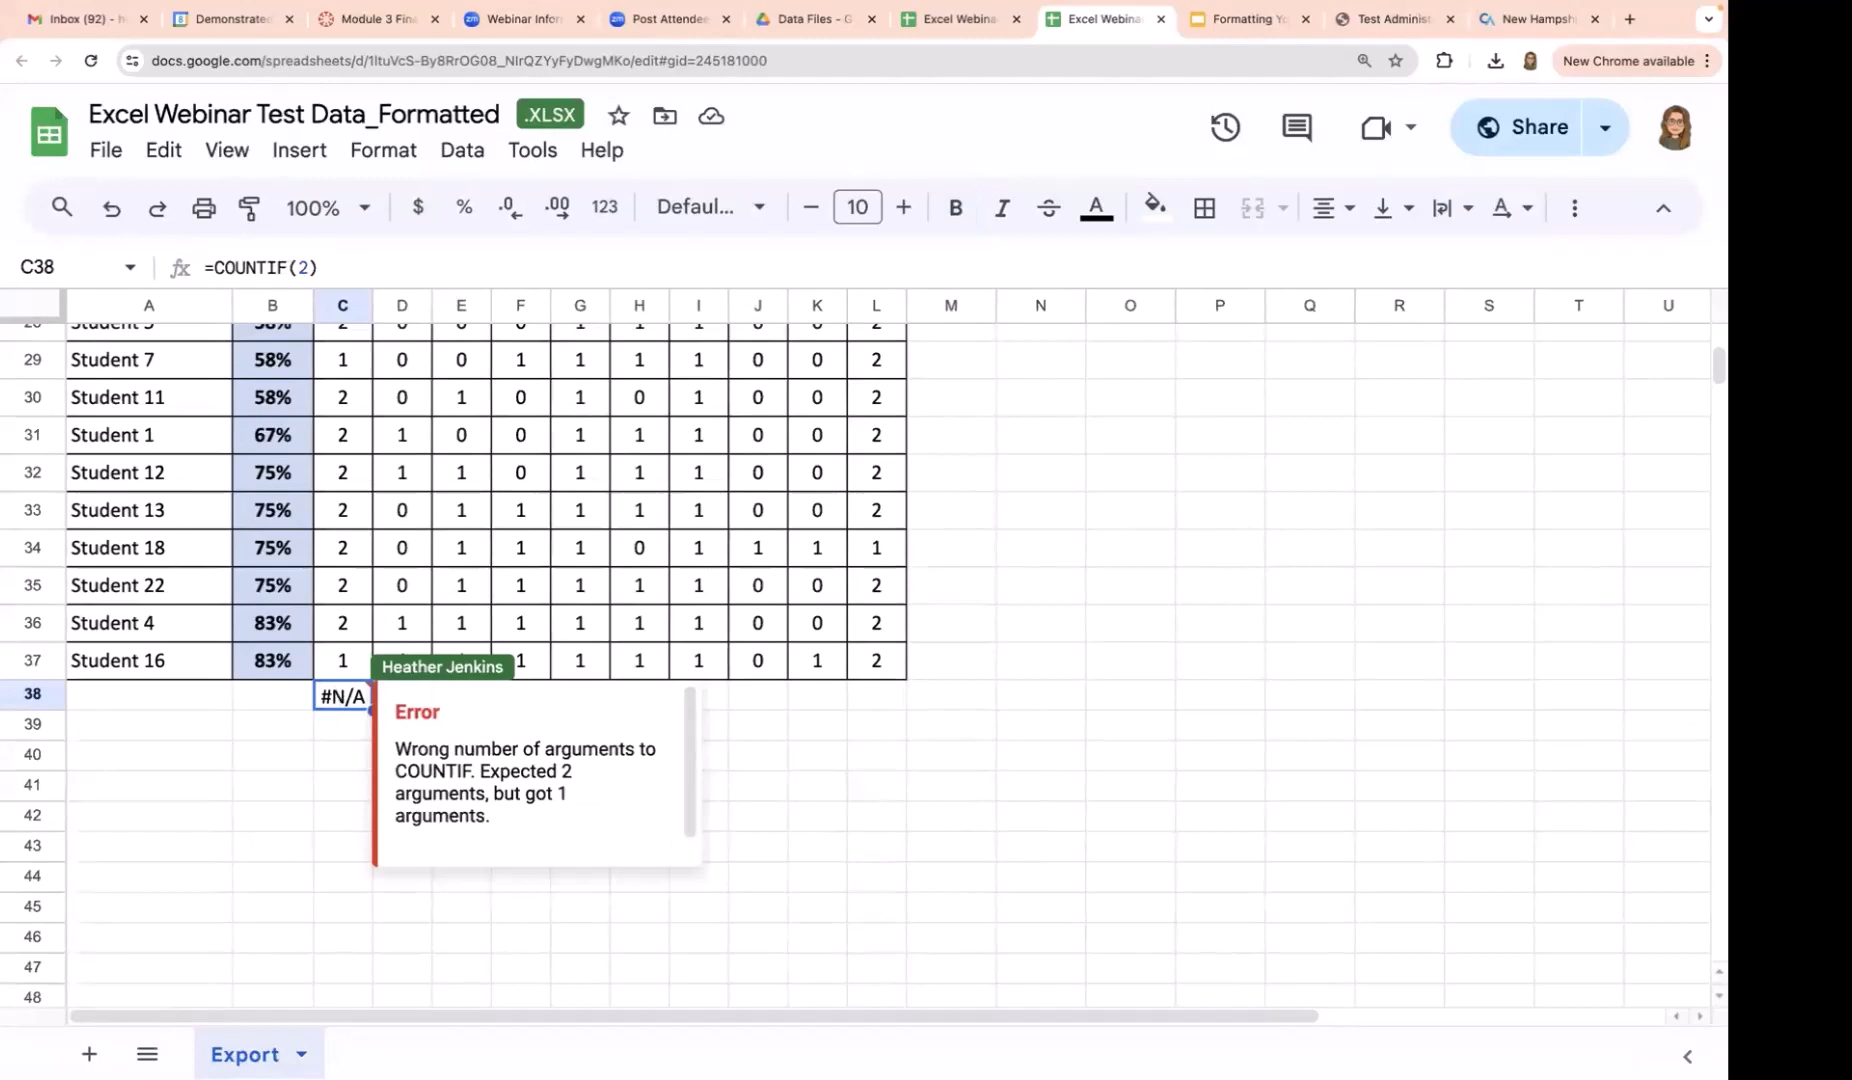 Inbox (92) - h
Demonstrated
Module 3 Fina
Webinar Infor
Post Attendee
Data Files - G
Excel Webina
Excel Webina
Formatting Yo
Test Administ
New Hampsh
docs.google.com/spreadsheets/d/1ltuVcS-By8RrOG08_NIrQZYyFyDwgMKo/edit#gid=245181000
New Chrome available
Excel Webinar Test Data_Formatted .XLSX
Share
File Edit View Insert Format Data Tools Help
100% $ % .0 .00 123 Defaul... 10 B I A
C38 fx =COUNTIF(2)
A B C D E F G H I J K L M N O P Q R S T U
29 Student 7 58% 1 0 0 1 1 1 1 0 0 2
30 Student 11 58% 2 0 1 0 1 0 1 0 0 2
31 Student 1 67% 2 1 0 0 1 1 1 0 0 2
32 Student 12 75% 2 1 1 0 1 1 1 0 0 2
33 Student 13 75% 2 0 1 1 1 1 1 0 0 2
34 Student 18 75% 2 0 1 1 1 0 1 1 1 1
35 Student 22 75% 2 0 1 1 1 1 1 0 0 2
36 Student 4 83% 2 1 1 1 1 1 1 0 0 2
37 Student 16 83% 1 1 1 1 1 0 1 2
Heather Jenkins
38 #N/A
Error
39
Wrong number of arguments to
40
COUNTIF. Expected 2
41
arguments, but got 1
42
arguments.
43
44
45
46
47
48
Export